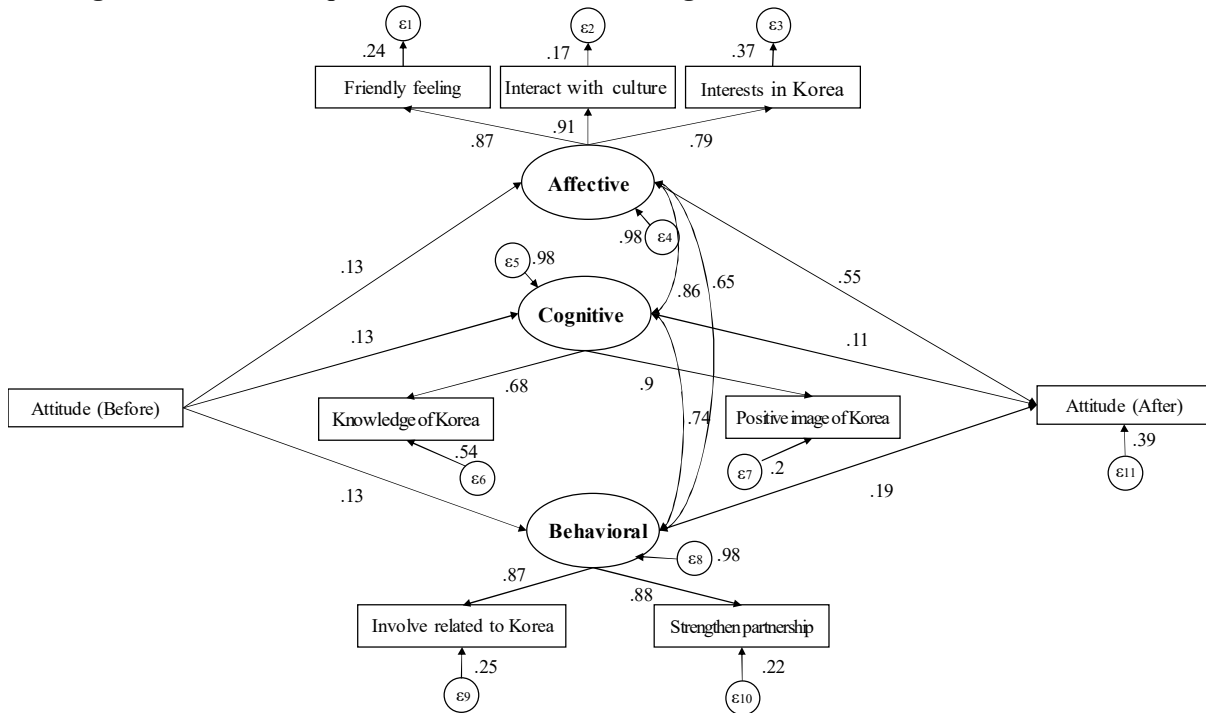 ε1
ε2
ε3
.24
.17
.37
Friendly feeling
Interact with culture
Interests in Korea
.87
.91
.79
Affective
.98
ε4
ε5
.98
.13
.55
.86
.65
Cognitive
.13
.11
.68
.9
Attitude (Before)
Knowledge of Korea
.74
Positive image of Korea
Attitude (After)
.54
ε6
ε7
.2
.39
ε11
.13
.19
Behavioral
ε8
.98
.87
.88
Involve related to Korea
Strengthen partnership
.25
.22
ε9
ε10